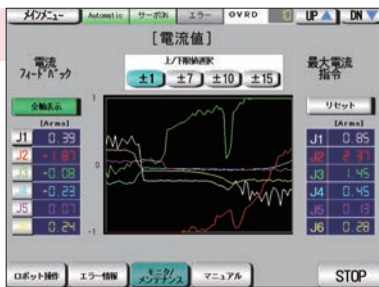 メインメニュー Automatic サーボON エラー OVRD UP DN
[電流値]
電流
フィードバック
上/下限値選択
±1 ±7 ±10 ±15
最大電流
指令
全軸表示
リセット
[Arms]
[Arms]
1
0
-1
J1 0.39
J2 -1.87
J3 -0.08
J4 -0.23
J5 0.07
0.24
J1 0.85
J2 2.37
J3 1.45
J4 0.45
J5 0.13
J6 0.28
ロボット操作 エラー情報 モニタ/メンテナンス マニュアル STOP